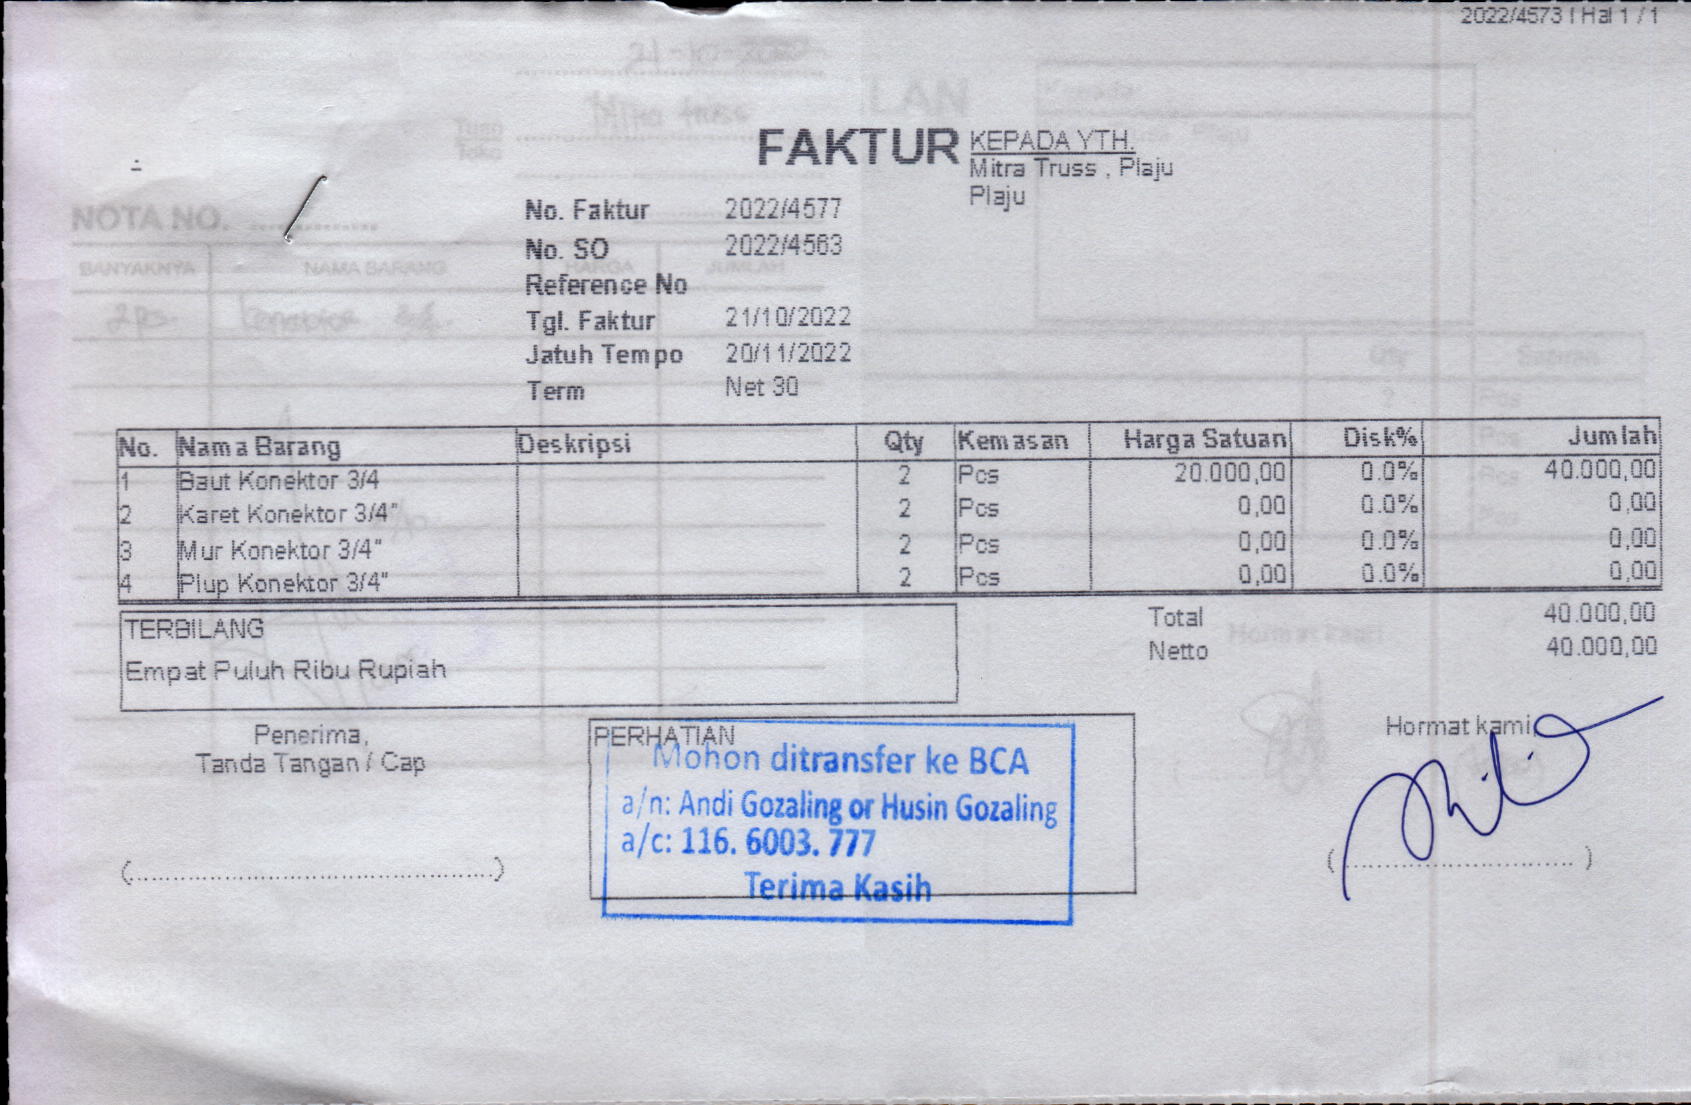 2022/4573 | Hal 1 / 1
FAKTUR
KEPADA YTH.
Mitra Truss , Plaju
Plaju
No. Faktur 2022/4577
No. SO 2022/4563
Reference No
Tgl. Faktur 21/10/2022
Jatuh Tempo 20/11/2022
Term Net 30
No. Nama Barang Deskripsi Qty Kemasan Harga Satuan Disk% Jumlah
1 Baut Konektor 3/4 2 Pcs 20.000,00 0.0% 40.000,00
2 Karet Konektor 3/4" 2 Pcs 0,00 0.0% 0,00
3 Mur Konektor 3/4" 2 Pcs 0,00 0.0% 0,00
4 Plup Konektor 3/4" 2 Pcs 0,00 0.0% 0,00
Total 40.000,00
Netto 40.000,00
TERBILANG
Empat Puluh Ribu Rupiah
Penerima,
Tanda Tangan / Cap
PERHATIAN
Mohon ditransfer ke BCA
a/n: Andi Gozaling or Husin Gozaling
a/c: 116. 6003. 777
Terima Kasih
Hormat kami,
NOTA NO.
BANYAKNYA NAMA BARANG HARGA JUMLAH